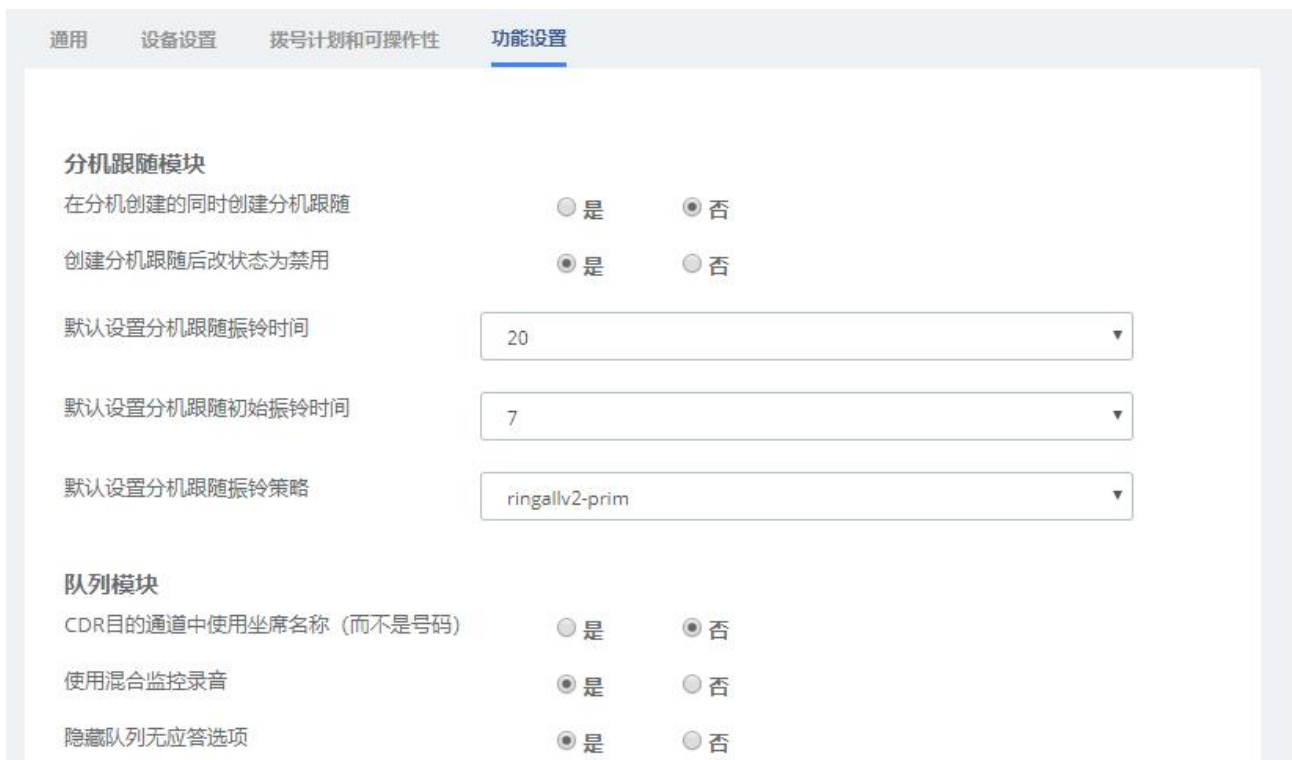 通用 设备设置 拨号计划和可操作性 功能设置
分机跟随模块
在分机创建的同时创建分机跟随 是 否
创建分机跟随后改状态为禁用 是 否
默认设置分机跟随振铃时间 20
默认设置分机跟随初始振铃时间 7
默认设置分机跟随振铃策略 ringallv2-prim
队列模块
CDR目的通道中使用坐席名称（而不是号码） 是 否
使用混合监控录音 是 否
隐藏队列无应答选项 是 否